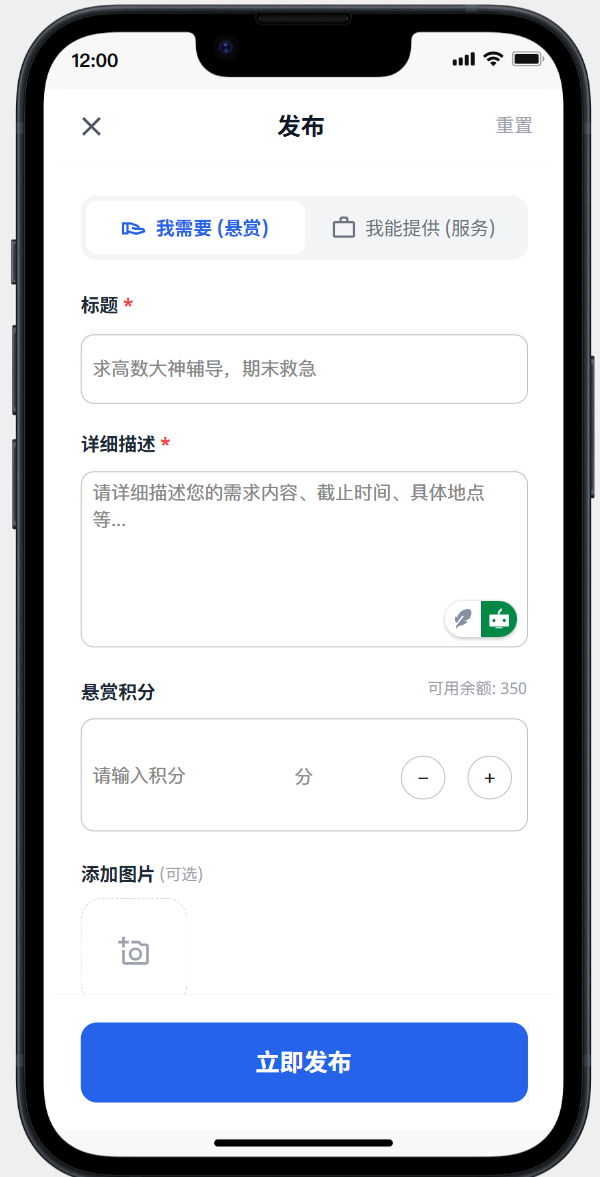 12:00
发布
重置
我需要 (悬赏)
我能提供 (服务)
标题 *
求高数大神辅导，期末救急
详细描述 *
请详细描述您的需求内容、截止时间、具体地点
等...
悬赏积分
可用余额: 350
请输入积分
分
−
+
添加图片 (可选)
立即发布